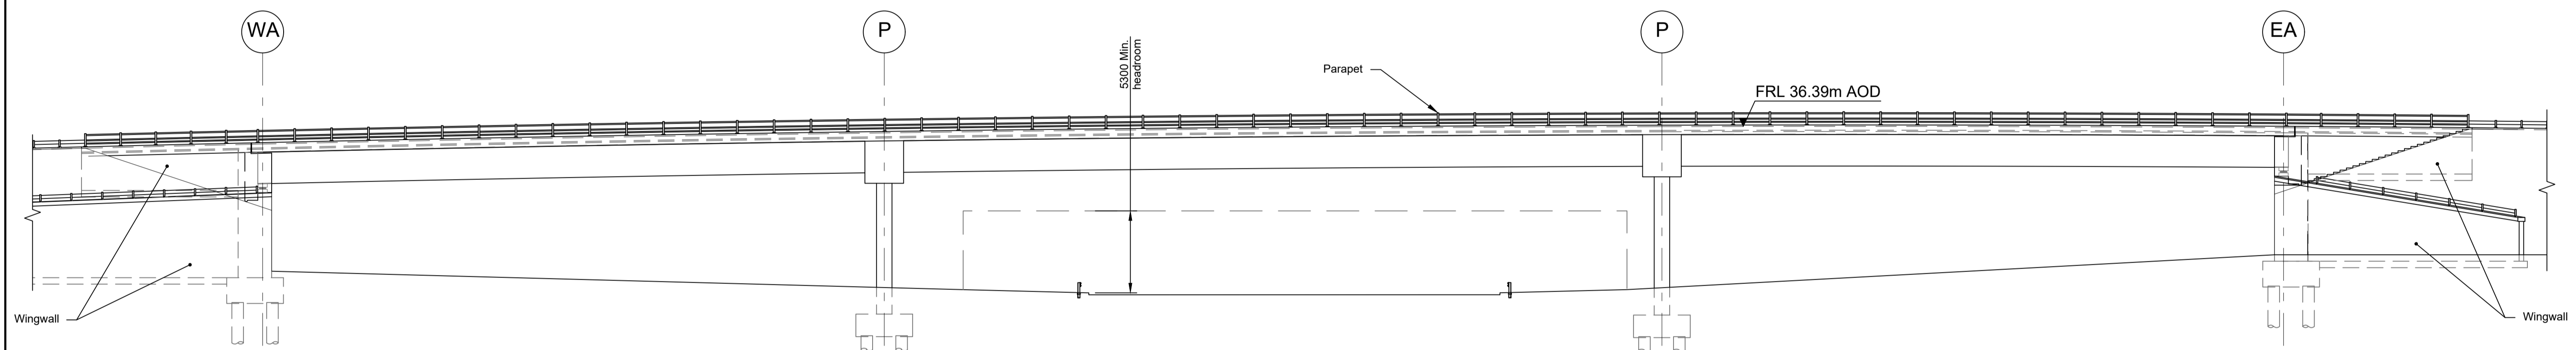 WA
P
P
EA
5300 Min.
headroom
Parapet
FRL 36.39m AOD
Wingwall
Wingwall